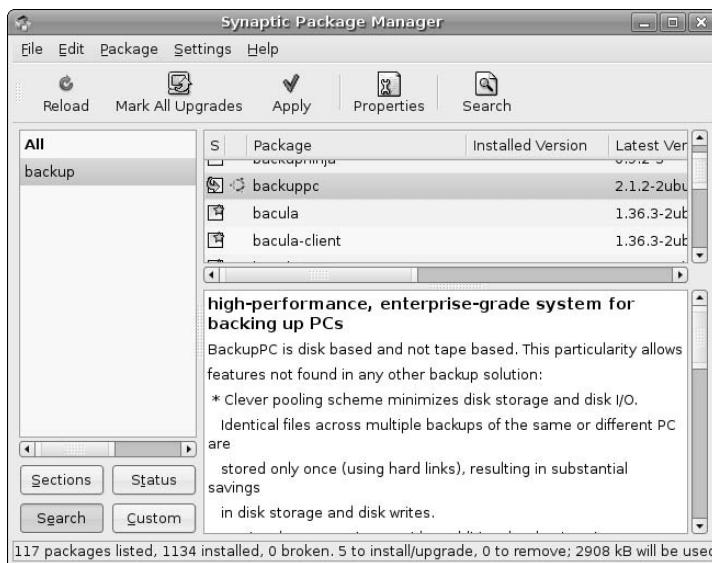 Synaptic Package Manager
File Edit Package Settings Help
Reload Mark All Upgrades Apply Properties Search
All
backup
S Package Installed Version Latest Ver
backuppc 2.1.2-2ubu
bacula 1.36.3-2ub
bacula-client 1.36.3-2ub
high-performance, enterprise-grade system for
backing up PCs
BackupPC is disk based and not tape based. This particularity allows
features not found in any other backup solution:
* Clever pooling scheme minimizes disk storage and disk I/O.
Identical files across multiple backups of the same or different PC
are
stored only once (using hard links), resulting in substantial
savings
in disk storage and disk writes.
Sections Status
Search Custom
117 packages listed, 1134 installed, 0 broken. 5 to install/upgrade, 0 to remove; 2908 kB will be used